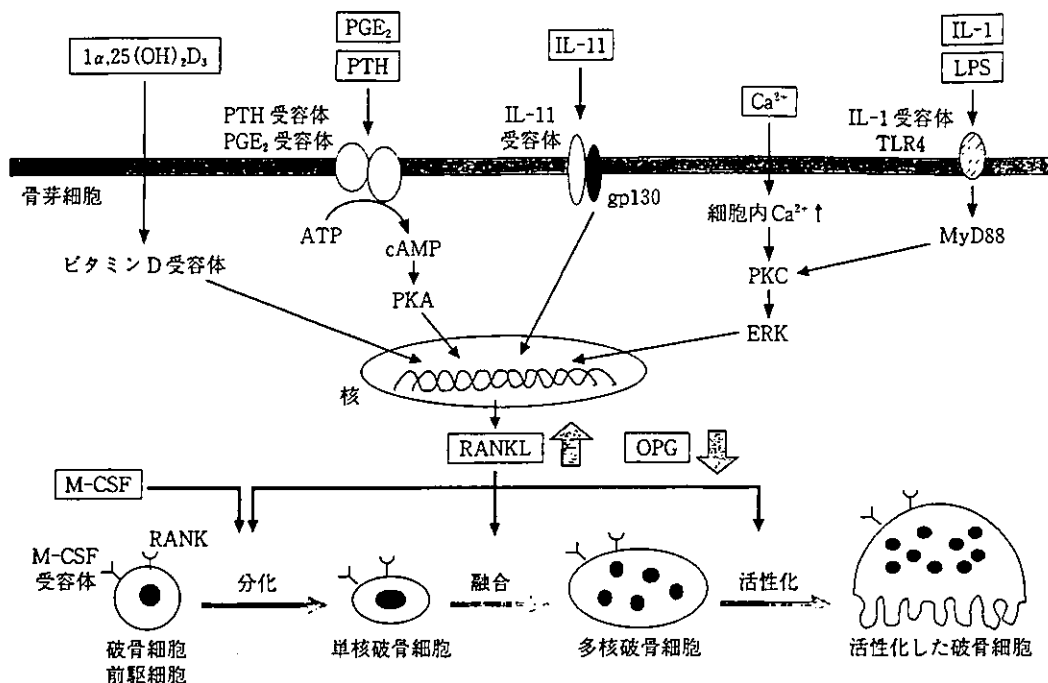 1α,25(OH)₂D₃
PGE₂
PTH
IL-11
Ca²⁺
IL-1
LPS
PTH 受容体
PGE₂ 受容体
IL-11
受容体
IL-1 受容体
TLR4
骨芽細胞
gp130
ATP
cAMP
細胞内 Ca²⁺↑
MyD88
ビタミン D 受容体
PKA
PKC
ERK
核
RANKL
OPG
M-CSF
RANK
M-CSF
受容体
分化
融合
活性化
破骨細胞
前駆細胞
単核破骨細胞
多核破骨細胞
活性化した破骨細胞